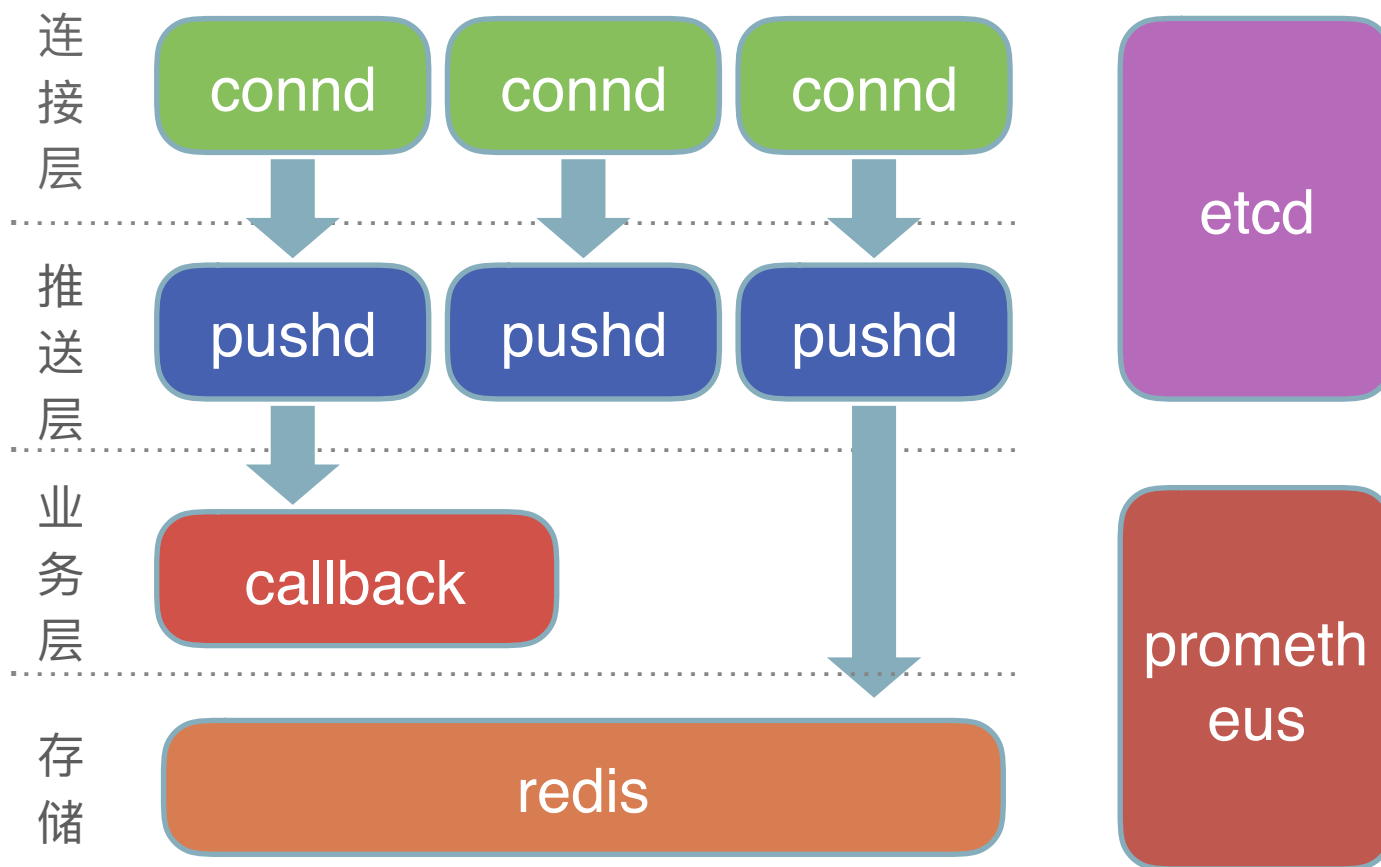 连接层
connd
connd
connd
etcd
推送层
pushd
pushd
pushd
业务层
callback
prometh
eus
存储
redis